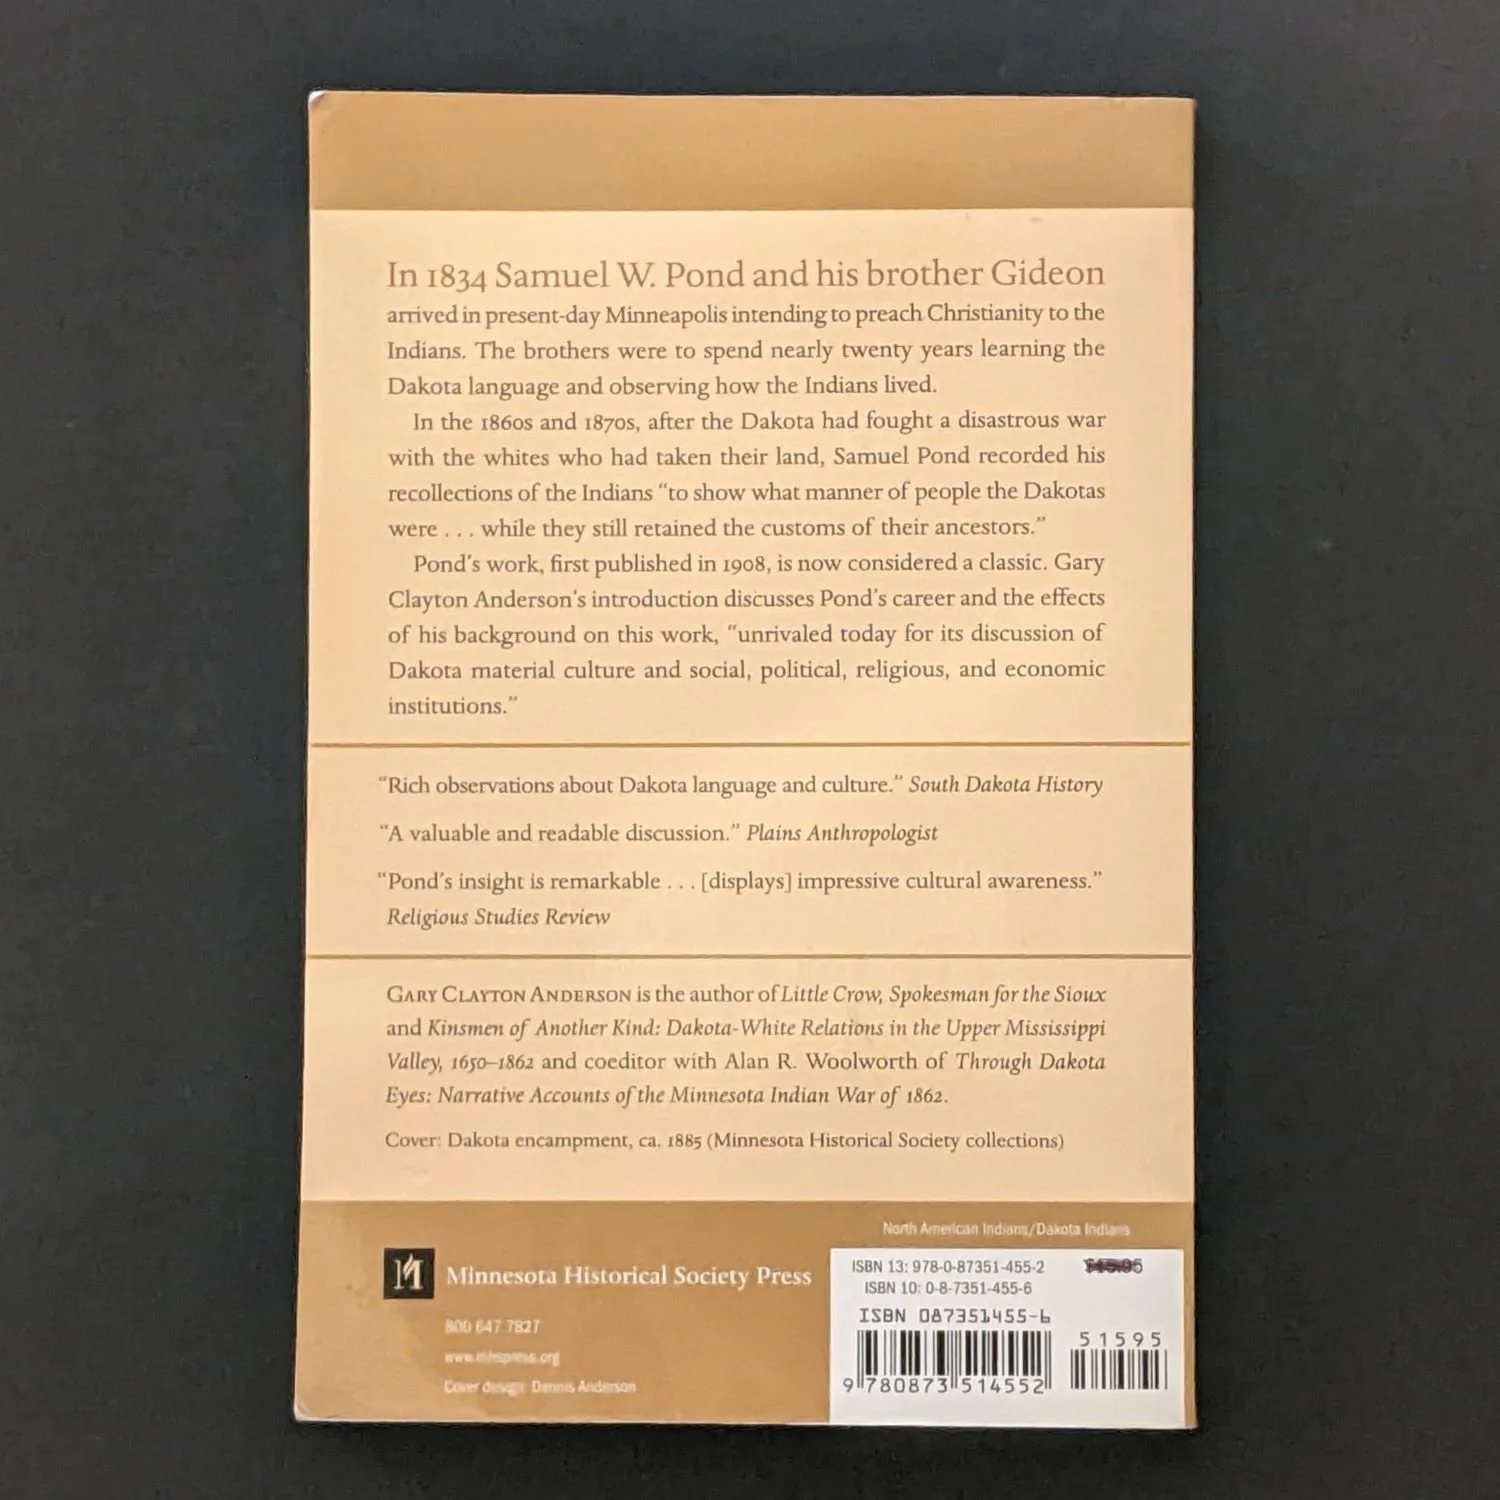 In 1834 Samuel W. Pond and his brother Gideon
arrived in present-day Minneapolis intending to preach Christianity to the
Indians. The brothers were to spend nearly twenty years learning the
Dakota language and observing how the Indians lived.
In the 1860s and 1870s, after the Dakota had fought a disastrous war
with the whites who had taken their land, Samuel Pond recorded his
recollections of the Indians “to show what manner of people the Dakotas
were . . . while they still retained the customs of their ancestors.”
Pond's work, first published in 1908, is now considered a classic. Gary
Clayton Anderson's introduction discusses Pond's career and the effects
of his background on this work, “unrivaled today for its discussion of
Dakota material culture and social, political, religious, and economic
institutions.”
“Rich observations about Dakota language and culture.” South Dakota History
“A valuable and readable discussion.” Plains Anthropologist
“Pond's insight is remarkable . . . [displays] impressive cultural awareness.”
Religious Studies Review
GARY CLAYTON ANDERSON is the author of Little Crow, Spokesman for the Sioux
and Kinsmen of Another Kind: Dakota-White Relations in the Upper Mississippi
Valley, 1650–1862 and coeditor with Alan R. Woolworth of Through Dakota
Eyes: Narrative Accounts of the Minnesota Indian War of 1862.
Cover: Dakota encampment, ca. 1885 (Minnesota Historical Society collections)
North American Indians/Dakota Indians
M Minnesota Historical Society Press
800 647 7827
www.mhspress.org
Cover design: Dennis Anderson
ISBN 13: 978-0-87351-455-2 $15.95
ISBN 10: 0-8-7351-455-6
ISBN 087351455-6
51595
9 780873 514552